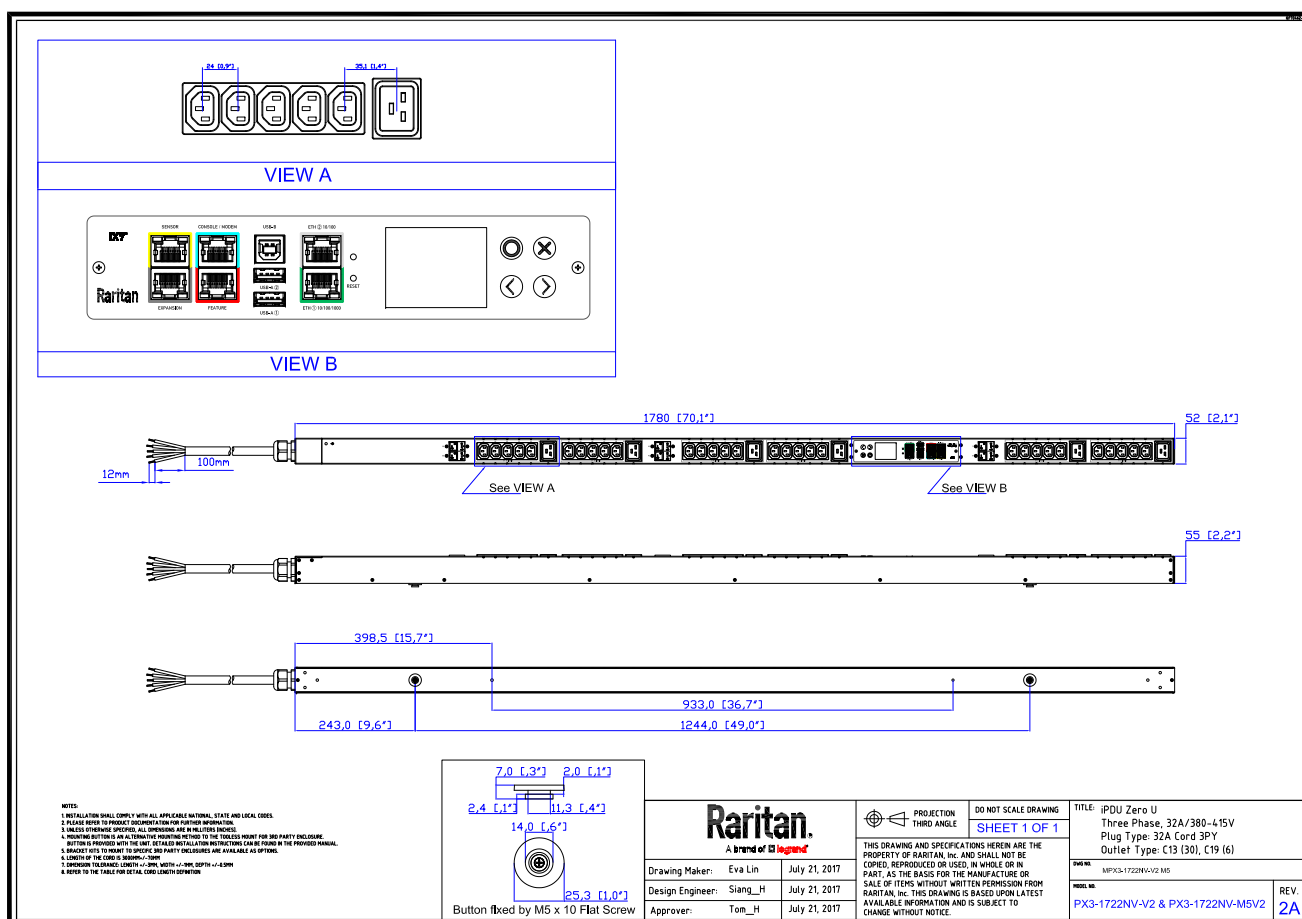 24 [0,9"]
35,1 [1,4"]
VIEW A
PX3
SENSOR
CONSOLE / MODEM
USB-B
ETH ② 10/100
Raritan
EXPANSION
FEATURE
USB-A ②
USB-A ①
ETH ① 10/100/1000
RESET
VIEW B
1780 [70,1"]
52 [2,1"]
100mm
12mm
See VIEW A
See VIEW B
55 [2,2"]
398,5 [15,7"]
933,0 [36,7"]
243,0 [9,6"]
1244,0 [49,0"]
7,0 [,3"]
2,0 [,1"]
2,4 [,1"]
11,3 [,4"]
14,0 [,6"]
25,3 [1,0"]
Button fixed by M5 x 10 Flat Screw
NOTES:
1. INSTALLATION SHALL COMPLY WITH ALL APPLICABLE NATIONAL, STATE AND LOCAL CODES.
2. PLEASE REFER TO PRODUCT DOCUMENTATION FOR FURTHER INFORMATION.
3. UNLESS OTHERWISE SPECIFIED, ALL DIMENSIONS ARE IN MILLITERS [INCHES].
4. MOUNTING BUTTON IS AN ALTERNATIVE MOUNTING METHOD TO THE TOOLESS MOUNT FOR 3RD PARTY ENCLOSURE.
BUTTON IS PROVIDED WITH THE UNIT. DETAILED INSTALLATION INSTRUCTIONS CAN BE FOUND IN THE PROVIDED MANUAL.
5. BRACKET KITS TO MOUNT TO SPECIFIC 3RD PARTY ENCLOSURES ARE AVAILABLE AS OPTIONS.
6. LENGTH OF THE CORD IS 3000MM+/-70MM
7. DIMENSION TOLERANCE: LENGTH +/-3MM, WIDTH +/-1MM, DEPTH +/-0.5MM
8. REFER TO THE TABLE FOR DETAIL CORD LENGTH DEFINITION
Raritan.
A brand of legrand
Drawing Maker: Eva Lin July 21, 2017
Design Engineer: Siang_H July 21, 2017
Approver: Tom_H July 21, 2017
PROJECTION
THIRD ANGLE
DO NOT SCALE DRAWING
SHEET 1 OF 1
THIS DRAWING AND SPECIFICATIONS HEREIN ARE THE
PROPERTY OF RARITAN, Inc. AND SHALL NOT BE
COPIED, REPRODUCED OR USED, IN WHOLE OR IN
PART, AS THE BASIS FOR THE MANUFACTURE OR
SALE OF ITEMS WITHOUT WRITTEN PERMISSION FROM
RARITAN, Inc. THIS DRAWING IS BASED UPON LATEST
AVAILABLE INFORMATION AND IS SUBJECT TO
CHANGE WITHOUT NOTICE.
TITLE: iPDU Zero U
Three Phase, 32A/380-415V
Plug Type: 32A Cord 3PY
Outlet Type: C13 (30), C19 (6)
DWG NO.
MPX3-1722NV-V2 M5
MODEL NO.
PX3-1722NV-V2 & PX3-1722NV-M5V2
REV.
2A